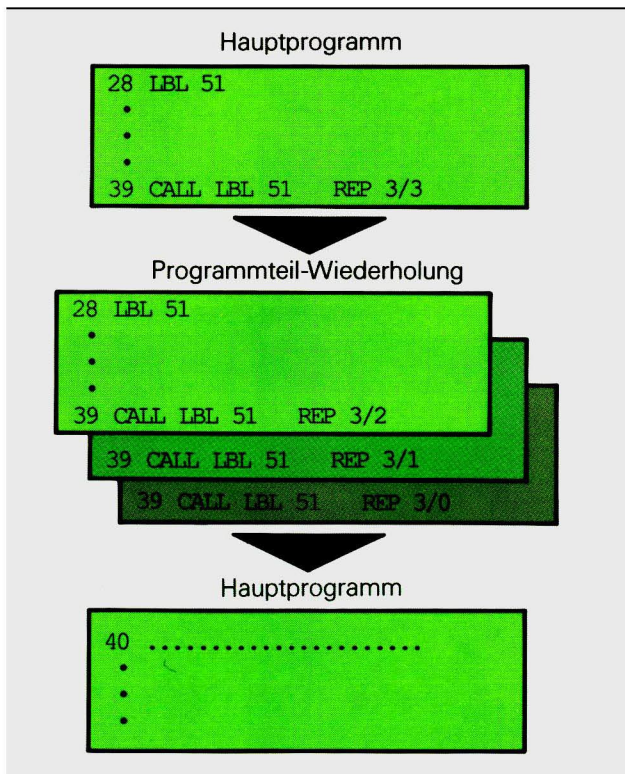 Hauptprogramm
28 LBL 51
•
•
•
39 CALL LBL 51 REP 3/3
Programmteil-Wiederholung
28 LBL 51
•
•
•
39 CALL LBL 51 REP 3/2
39 CALL LBL 51 REP 3/1
39 CALL LBL 51 REP 3/0
Hauptprogramm
40 ......................
•
•
•